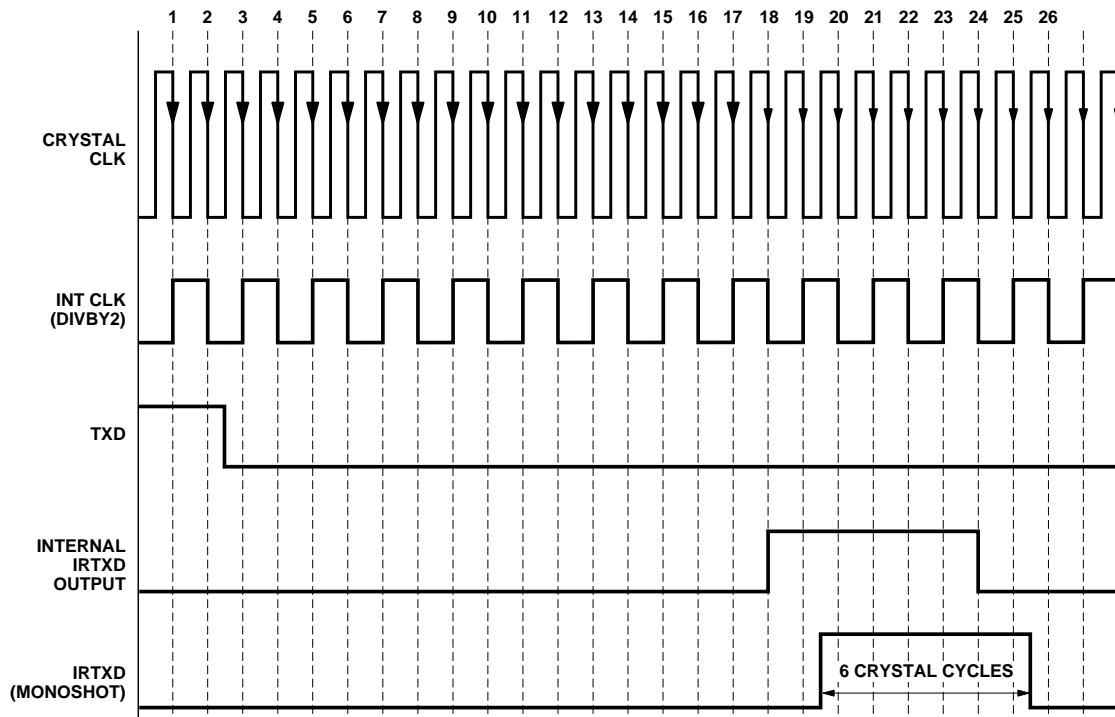 1 2 3 4 5 6 7 8 9 10 11 12 13 14 15 16 17 18 19 20 21 22 23 24 25 26
CRYSTAL
CLK
INT CLK
(DIVBY2)
TXD
INTERNAL
IRTXD
OUTPUT
IRTXD
(MONOSHOT)
6 CRYSTAL CYCLES